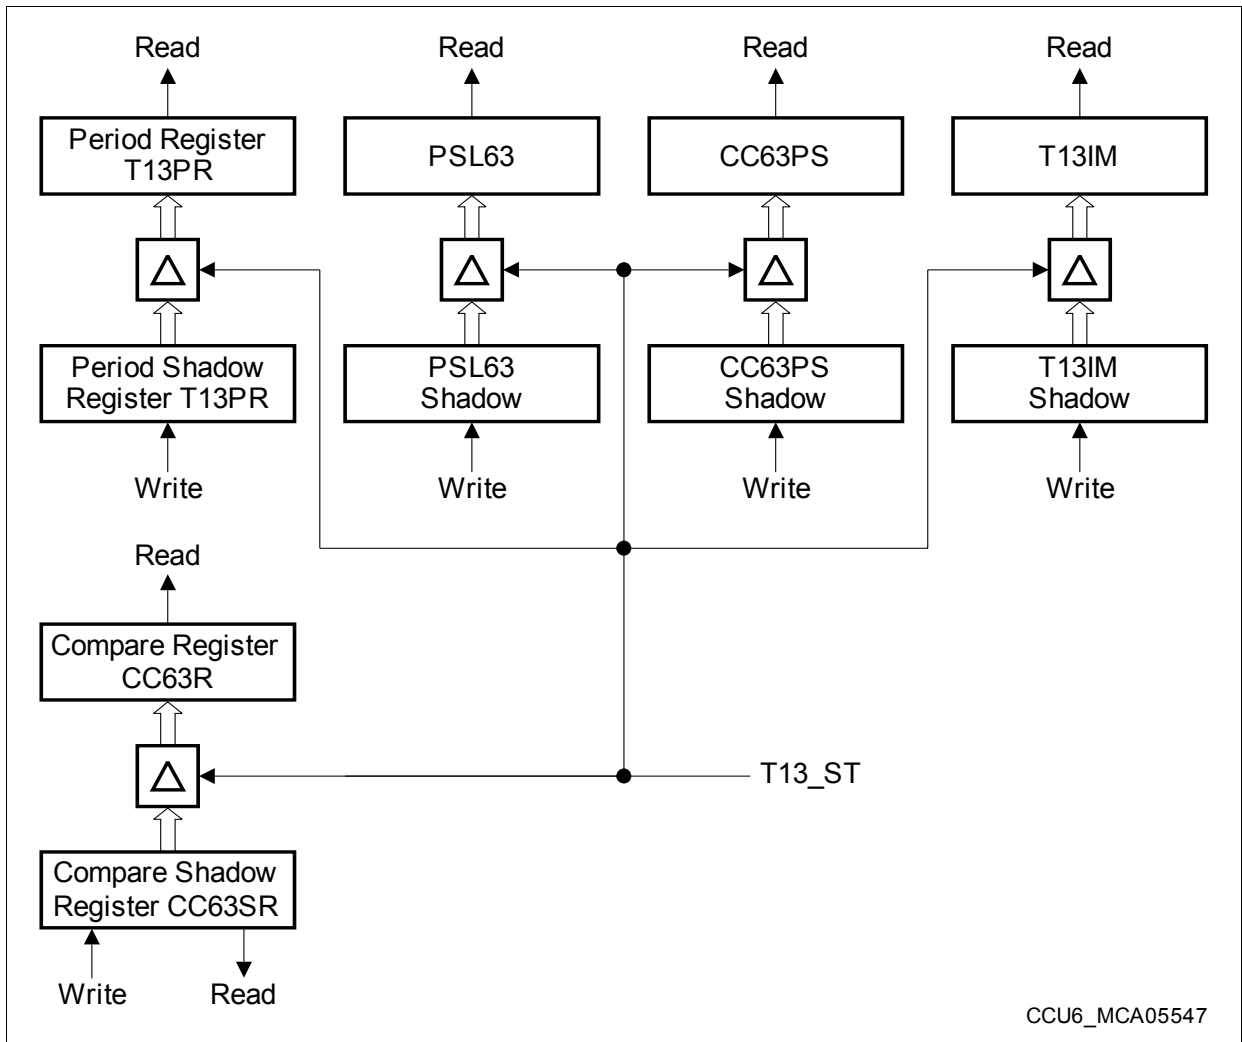 Read
Read
Read
Read
Period Register
T13PR
PSL63
CC63PS
T13IM
Period Shadow
Register T13PR
PSL63
Shadow
CC63PS
Shadow
T13IM
Shadow
Write
Write
Write
Write
Read
Compare Register
CC63R
T13_ST
Compare Shadow
Register CC63SR
Write
Read
CCU6_MCA05547